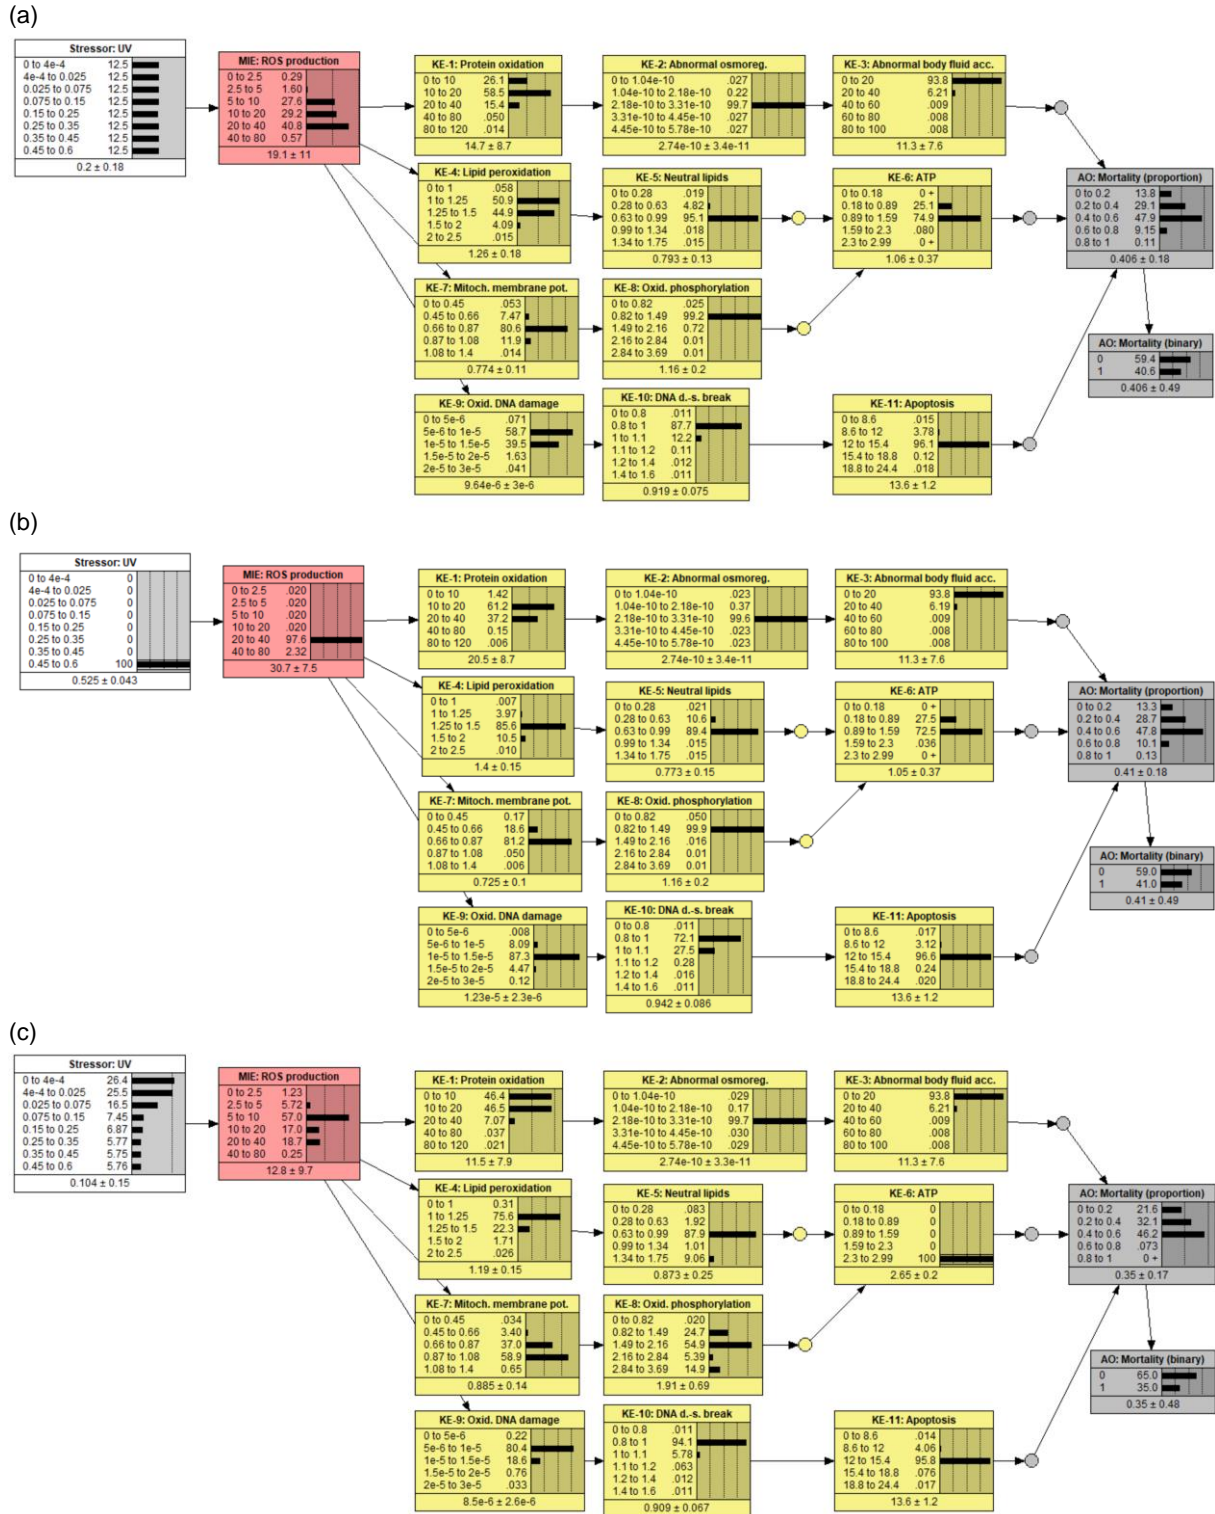 (a)
Stressor: UV
0 to 4e-4 12.5
4e-4 to 0.025 12.5
0.025 to 0.075 12.5
0.075 to 0.15 12.5
0.15 to 0.25 12.5
0.25 to 0.35 12.5
0.35 to 0.45 12.5
0.45 to 0.6 12.5
0.2 ± 0.18
MIE: ROS production
0 to 2.5 0.29
2.5 to 5 1.60
5 to 10 27.6
10 to 20 29.2
20 to 40 40.8
40 to 80 0.57
19.1 ± 11
KE-1: Protein oxidation
0 to 10 26.1
10 to 20 58.5
20 to 40 15.4
40 to 80 .050
80 to 120 .014
14.7 ± 8.7
KE-2: Abnormal osmoreg.
0 to 1.04e-10 .027
1.04e-10 to 2.18e-10 0.22
2.18e-10 to 3.31e-10 99.7
3.31e-10 to 4.45e-10 .027
4.45e-10 to 5.78e-10 .027
2.74e-10 ± 3.4e-11
KE-3: Abnormal body fluid acc.
0 to 20 93.8
20 to 40 6.21
40 to 60 .009
60 to 80 .008
80 to 100 .008
11.3 ± 7.6
KE-4: Lipid peroxidation
0 to 1 .058
1 to 1.25 50.9
1.25 to 1.5 44.9
1.5 to 2 4.09
2 to 2.5 .015
1.26 ± 0.18
KE-5: Neutral lipids
0 to 0.28 .019
0.28 to 0.63 4.82
0.63 to 0.99 95.1
0.99 to 1.34 .018
1.34 to 1.75 .015
0.793 ± 0.13
KE-6: ATP
0 to 0.18 0 +
0.18 to 0.89 25.1
0.89 to 1.59 74.9
1.59 to 2.3 .080
2.3 to 2.99 0 +
1.06 ± 0.37
AO: Mortality (proportion)
0 to 0.2 13.8
0.2 to 0.4 29.1
0.4 to 0.6 47.9
0.6 to 0.8 9.15
0.8 to 1 0.11
0.406 ± 0.18
KE-7: Mitoch. membrane pot.
0 to 0.45 .053
0.45 to 0.66 7.47
0.66 to 0.87 80.6
0.87 to 1.08 11.9
1.08 to 1.4 .014
0.774 ± 0.11
KE-8: Oxid. phosphorylation
0 to 0.82 .025
0.82 to 1.49 99.2
1.49 to 2.16 0.72
2.16 to 2.84 0.01
2.84 to 3.69 0.01
1.16 ± 0.2
AO: Mortality (binary)
0 59.4
1 40.6
0.406 ± 0.49
KE-9: Oxid. DNA damage
0 to 5e-6 .071
5e-6 to 1e-5 58.7
1e-5 to 1.5e-5 39.5
1.5e-5 to 2e-5 1.63
2e-5 to 3e-5 .041
9.64e-6 ± 3e-6
KE-10: DNA d.-s. break
0 to 0.8 .011
0.8 to 1 87.7
1 to 1.1 12.2
1.1 to 1.2 0.11
1.2 to 1.4 .012
1.4 to 1.6 .011
0.919 ± 0.075
KE-11: Apoptosis
0 to 8.6 .015
8.6 to 12 3.78
12 to 15.4 96.1
15.4 to 18.8 0.12
18.8 to 24.4 .018
13.6 ± 1.2
(b)
Stressor: UV
0 to 4e-4 0
4e-4 to 0.025 0
0.025 to 0.075 0
0.075 to 0.15 0
0.15 to 0.25 0
0.25 to 0.35 0
0.35 to 0.45 0
0.45 to 0.6 100
0.525 ± 0.043
MIE: ROS production
0 to 2.5 .020
2.5 to 5 .020
5 to 10 .020
10 to 20 .020
20 to 40 97.6
40 to 80 2.32
30.7 ± 7.5
KE-1: Protein oxidation
0 to 10 1.42
10 to 20 61.2
20 to 40 37.2
40 to 80 0.15
80 to 120 .006
20.5 ± 8.7
KE-2: Abnormal osmoreg.
0 to 1.04e-10 .023
1.04e-10 to 2.18e-10 0.37
2.18e-10 to 3.31e-10 99.6
3.31e-10 to 4.45e-10 .023
4.45e-10 to 5.78e-10 .023
2.74e-10 ± 3.4e-11
KE-3: Abnormal body fluid acc.
0 to 20 93.8
20 to 40 6.19
40 to 60 .009
60 to 80 .008
80 to 100 .008
11.3 ± 7.6
KE-4: Lipid peroxidation
0 to 1 .007
1 to 1.25 3.97
1.25 to 1.5 85.6
1.5 to 2 10.5
2 to 2.5 .010
1.4 ± 0.15
KE-5: Neutral lipids
0 to 0.28 .021
0.28 to 0.63 10.6
0.63 to 0.99 89.4
0.99 to 1.34 .015
1.34 to 1.75 .015
0.773 ± 0.15
KE-6: ATP
0 to 0.18 0 +
0.18 to 0.89 27.5
0.89 to 1.59 72.5
1.59 to 2.3 .036
2.3 to 2.99 0 +
1.05 ± 0.37
AO: Mortality (proportion)
0 to 0.2 13.3
0.2 to 0.4 28.7
0.4 to 0.6 47.8
0.6 to 0.8 10.1
0.8 to 1 0.13
0.41 ± 0.18
KE-7: Mitoch. membrane pot.
0 to 0.45 0.17
0.45 to 0.66 18.6
0.66 to 0.87 81.2
0.87 to 1.08 .050
1.08 to 1.4 .006
0.725 ± 0.1
KE-8: Oxid. phosphorylation
0 to 0.82 .050
0.82 to 1.49 99.9
1.49 to 2.16 .016
2.16 to 2.84 0.01
2.84 to 3.69 0.01
1.16 ± 0.2
AO: Mortality (binary)
0 59.0
1 41.0
0.41 ± 0.49
KE-9: Oxid. DNA damage
0 to 5e-6 .008
5e-6 to 1e-5 8.09
1e-5 to 1.5e-5 87.3
1.5e-5 to 2e-5 4.47
2e-5 to 3e-5 0.12
1.23e-5 ± 2.3e-6
KE-10: DNA d.-s. break
0 to 0.8 .011
0.8 to 1 72.1
1 to 1.1 27.5
1.1 to 1.2 0.28
1.2 to 1.4 .016
1.4 to 1.6 .011
0.942 ± 0.086
KE-11: Apoptosis
0 to 8.6 .017
8.6 to 12 3.12
12 to 15.4 96.6
15.4 to 18.8 0.24
18.8 to 24.4 .020
13.6 ± 1.2
(c)
Stressor: UV
0 to 4e-4 26.4
4e-4 to 0.025 25.5
0.025 to 0.075 16.5
0.075 to 0.15 7.45
0.15 to 0.25 6.87
0.25 to 0.35 5.77
0.35 to 0.45 5.75
0.45 to 0.6 5.76
0.104 ± 0.15
MIE: ROS production
0 to 2.5 1.23
2.5 to 5 5.72
5 to 10 57.0
10 to 20 17.0
20 to 40 18.7
40 to 80 0.25
12.8 ± 9.7
KE-1: Protein oxidation
0 to 10 46.4
10 to 20 46.5
20 to 40 7.07
40 to 80 .037
80 to 120 .021
11.5 ± 7.9
KE-2: Abnormal osmoreg.
0 to 1.04e-10 .029
1.04e-10 to 2.18e-10 0.17
2.18e-10 to 3.31e-10 99.7
3.31e-10 to 4.45e-10 .030
4.45e-10 to 5.78e-10 .029
2.74e-10 ± 3.3e-11
KE-3: Abnormal body fluid acc.
0 to 20 93.8
20 to 40 6.21
40 to 60 .009
60 to 80 .008
80 to 100 .008
11.3 ± 7.6
KE-4: Lipid peroxidation
0 to 1 0.31
1 to 1.25 75.6
1.25 to 1.5 22.3
1.5 to 2 1.71
2 to 2.5 .026
1.19 ± 0.15
KE-5: Neutral lipids
0 to 0.28 .083
0.28 to 0.63 1.92
0.63 to 0.99 87.9
0.99 to 1.34 1.01
1.34 to 1.75 9.06
0.873 ± 0.25
KE-6: ATP
0 to 0.18 0
0.18 to 0.89 0
0.89 to 1.59 0
1.59 to 2.3 0
2.3 to 2.99 100
2.65 ± 0.2
AO: Mortality (proportion)
0 to 0.2 21.6
0.2 to 0.4 32.1
0.4 to 0.6 46.2
0.6 to 0.8 .073
0.8 to 1 0 +
0.35 ± 0.17
KE-7: Mitoch. membrane pot.
0 to 0.45 .034
0.45 to 0.66 3.40
0.66 to 0.87 37.0
0.87 to 1.08 58.9
1.08 to 1.4 0.65
0.885 ± 0.14
KE-8: Oxid. phosphorylation
0 to 0.82 .020
0.82 to 1.49 24.7
1.49 to 2.16 54.9
2.16 to 2.84 5.39
2.84 to 3.69 14.9
1.91 ± 0.69
AO: Mortality (binary)
0 65.0
1 35.0
0.35 ± 0.48
KE-9: Oxid. DNA damage
0 to 5e-6 0.22
5e-6 to 1e-5 80.4
1e-5 to 1.5e-5 18.6
1.5e-5 to 2e-5 0.76
2e-5 to 3e-5 .033
8.5e-6 ± 2.6e-6
KE-10: DNA d.-s. break
0 to 0.8 .011
0.8 to 1 94.1
1 to 1.1 5.78
1.1 to 1.2 .063
1.2 to 1.4 .012
1.4 to 1.6 .011
0.909 ± 0.067
KE-11: Apoptosis
0 to 8.6 .014
8.6 to 12 4.06
12 to 15.4 95.8
15.4 to 18.8 .076
18.8 to 24.4 .017
13.6 ± 1.2